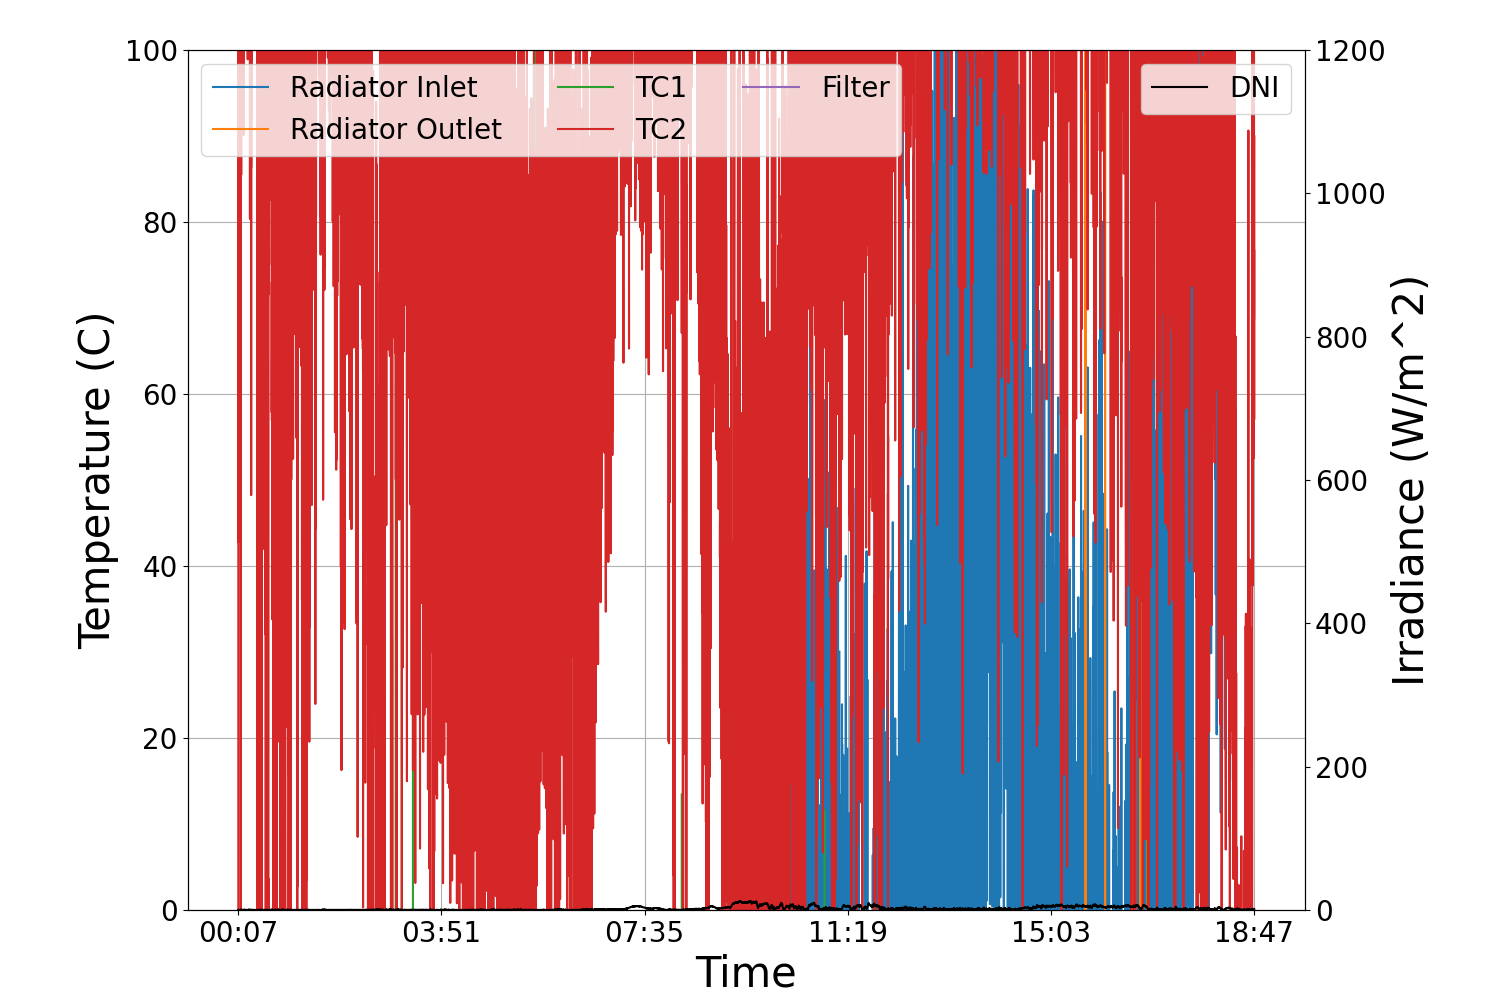 Radiator Inlet
Radiator Outlet
TC1
TC2
Filter
DNI
100
80
60
40
20
0
Temperature (C)
1200
1000
800
600
400
200
0
Irradiance (W/m^2)
00:07 03:51 07:35 11:19 15:03 18:47
Time